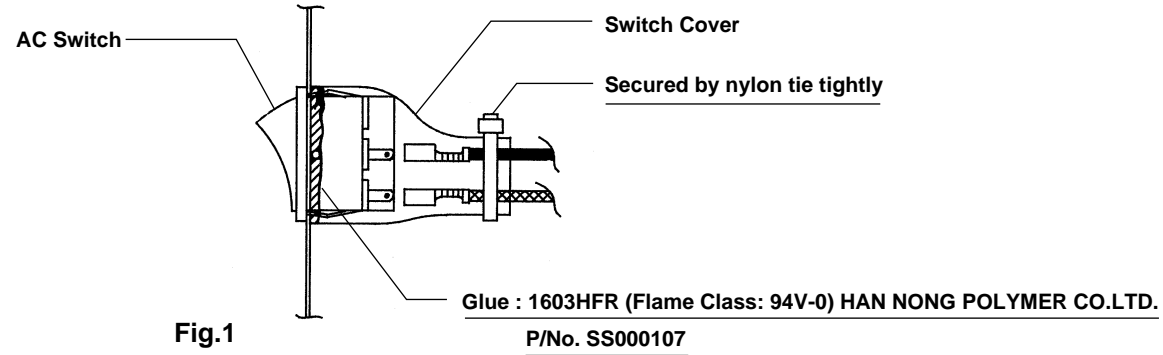 Switch Cover
AC Switch
Secured by nylon tie tightly
Glue : 1603HFR (Flame Class: 94V-0) HAN NONG POLYMER CO.LTD.
Fig.1
P/No. SS000107